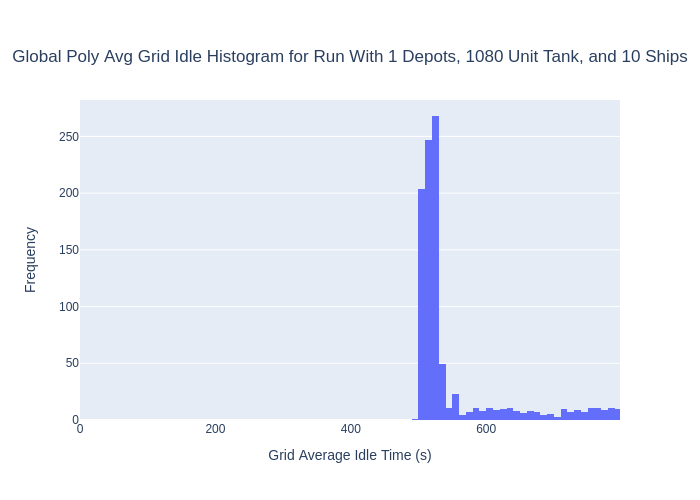 Global Poly Avg Grid Idle Histogram for Run With 1 Depots, 1080 Unit Tank, and 10 Ships
250
200
150
100
50
0
Frequency
0 200 400 600
Grid Average Idle Time (s)